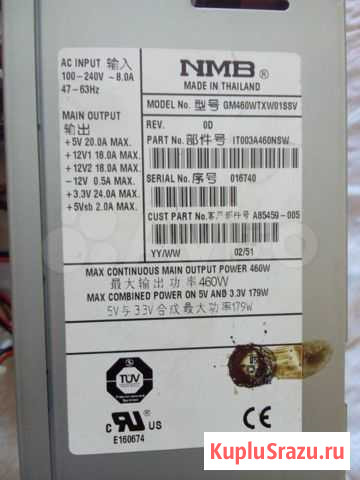 AC INPUT 输入
100-240V ~8.0A
47-63Hz
MAIN OUTPUT
输出
+5V 20.0A MAX.
+12V1 18.0A MAX.
+12V2 18.0A MAX.
-12V 0.5A MAX.
+3.3V 24.0A MAX.
+5Vsb 2.0A MAX.
NMB®
MADE IN THAILAND
MODEL No. 型号 GM460WTXW01SSV
REV. 0D
PART No. 部件号 IT003A460NSW
SERIAL No. 序号 016740
CUST PART No. 客户部件号 A85459-005
YY/WW 02/51
MAX CONTINUOUS MAIN OUTPUT POWER 460W
最大输出功率460W
MAX COMBINED POWER ON 5V AND 3.3V 179W
5V与3.3V合成最大功率179W
TÜV
C UL® US
E160674
CE
KupluSrazu.ru